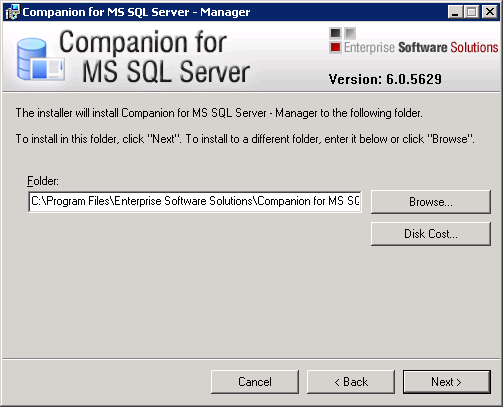 Companion for MS SQL Server - Manager
Companion for
MS SQL Server
Enterprise Software Solutions
Version: 6.0.5629
The installer will install Companion for MS SQL Server - Manager to the following folder.
To install in this folder, click "Next". To install to a different folder, enter it below or click "Browse".
Folder:
C:\Program Files\Enterprise Software Solutions\Companion for MS SQ
Browse...
Disk Cost...
Cancel
< Back
Next >